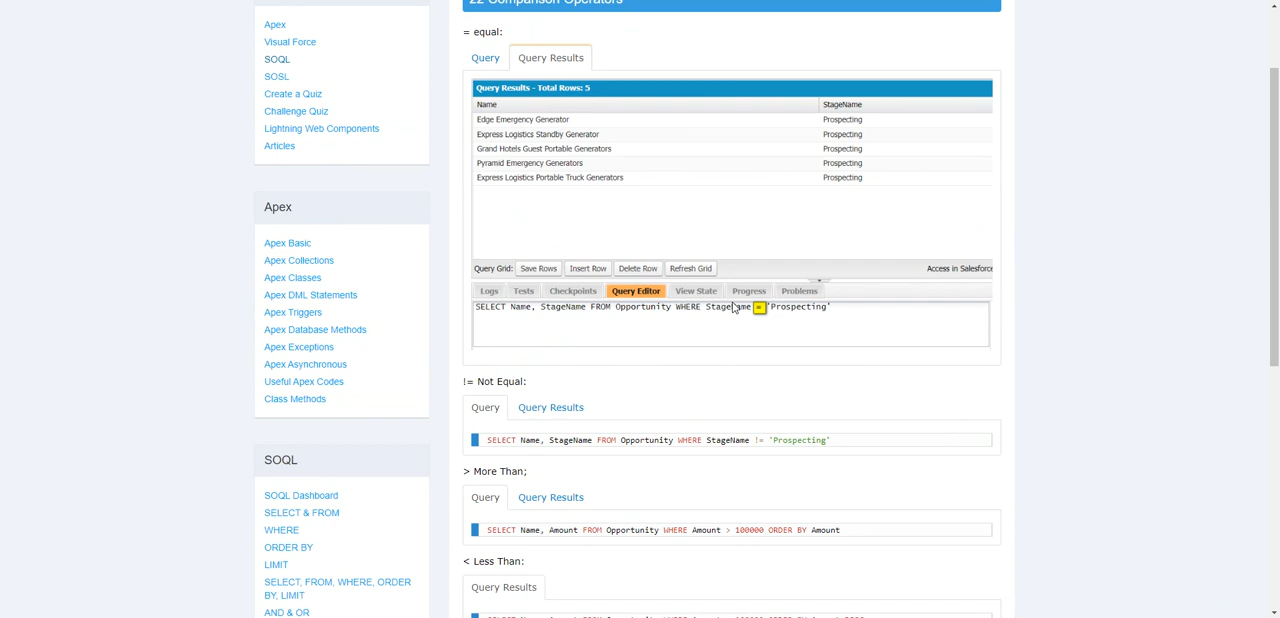 22 Comparison Operators
Apex
Visual Force
SOQL
SOSL
Create a Quiz
Challenge Quiz
Lightning Web Components
Articles
Apex
Apex Basic
Apex Collections
Apex Classes
Apex DML Statements
Apex Triggers
Apex Database Methods
Apex Exceptions
Apex Asynchronous
Useful Apex Codes
Class Methods
SOQL
SOQL Dashboard
SELECT & FROM
WHERE
ORDER BY
LIMIT
SELECT, FROM, WHERE, ORDER
BY, LIMIT
AND & OR
= equal:
Query Query Results
Query Results - Total Rows: 5
Name StageName
Edge Emergency Generator Prospecting
Express Logistics Standby Generator Prospecting
Grand Hotels Guest Portable Generators Prospecting
Pyramid Emergency Generators Prospecting
Express Logistics Portable Truck Generators Prospecting
Query Grid: Save Rows Insert Row Delete Row Refresh Grid Access in Salesforce
Logs Tests Checkpoints Query Editor View State Progress Problems
SELECT Name, StageName FROM Opportunity WHERE StageName = 'Prospecting'
!= Not Equal:
Query Query Results
SELECT Name, StageName FROM Opportunity WHERE StageName != 'Prospecting'
> More Than;
Query Query Results
SELECT Name, Amount FROM Opportunity WHERE Amount > 100000 ORDER BY Amount
< Less Than:
Query Results